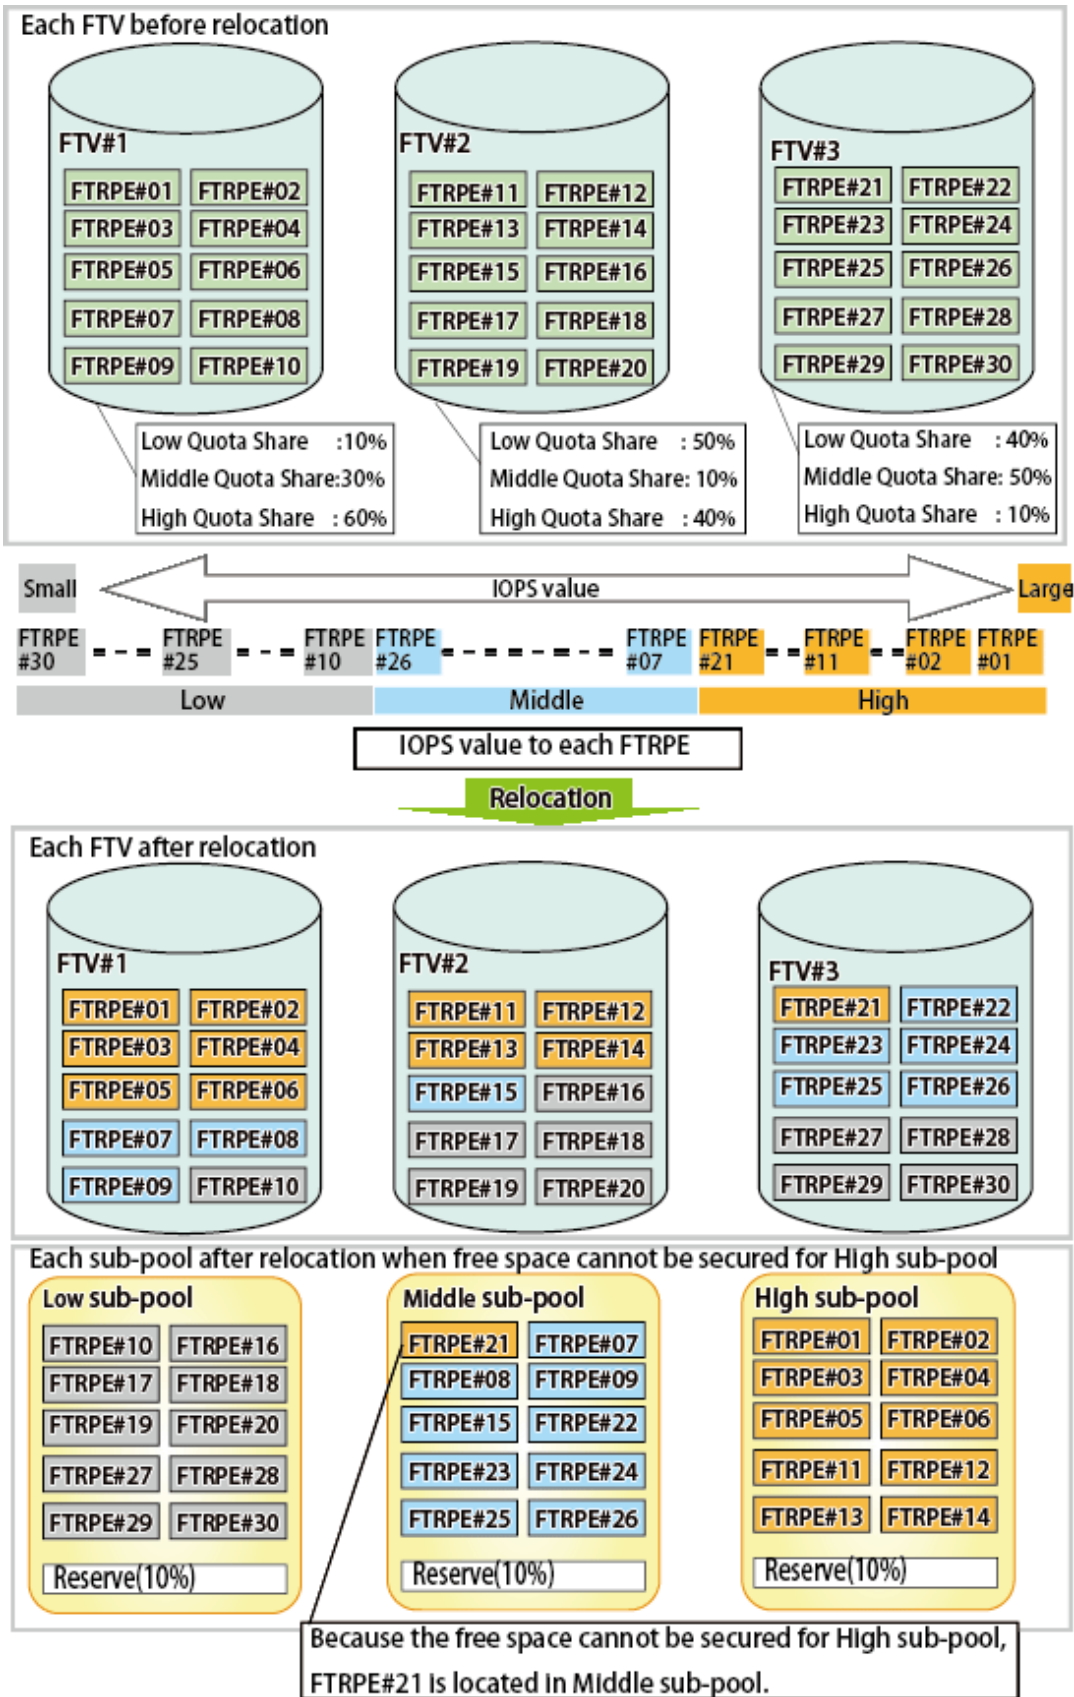 Each FTV before relocation
FTV#1
FTRPE#01 FTRPE#02
FTRPE#03 FTRPE#04
FTRPE#05 FTRPE#06
FTRPE#07 FTRPE#08
FTRPE#09 FTRPE#10
Low Quota Share :10%
Middle Quota Share:30%
High Quota Share : 60%
FTV#2
FTRPE#11 FTRPE#12
FTRPE#13 FTRPE#14
FTRPE#15 FTRPE#16
FTRPE#17 FTRPE#18
FTRPE#19 FTRPE#20
Low Quota Share : 50%
Middle Quota Share: 10%
High Quota Share : 40%
FTV#3
FTRPE#21 FTRPE#22
FTRPE#23 FTRPE#24
FTRPE#25 FTRPE#26
FTRPE#27 FTRPE#28
FTRPE#29 FTRPE#30
Low Quota Share : 40%
Middle Quota Share: 50%
High Quota Share : 10%
Small
IOPS value
Large
FTRPE
#30
FTRPE
#25
FTRPE
#10
FTRPE
#26
FTRPE
#07
FTRPE
#21
FTRPE
#11
FTRPE
#02
FTRPE
#01
Low
Middle
High
IOPS value to each FTRPE
Relocation
Each FTV after relocation
FTV#1
FTRPE#01 FTRPE#02
FTRPE#03 FTRPE#04
FTRPE#05 FTRPE#06
FTRPE#07 FTRPE#08
FTRPE#09 FTRPE#10
FTV#2
FTRPE#11 FTRPE#12
FTRPE#13 FTRPE#14
FTRPE#15 FTRPE#16
FTRPE#17 FTRPE#18
FTRPE#19 FTRPE#20
FTV#3
FTRPE#21 FTRPE#22
FTRPE#23 FTRPE#24
FTRPE#25 FTRPE#26
FTRPE#27 FTRPE#28
FTRPE#29 FTRPE#30
Each sub-pool after relocation when free space cannot be secured for High sub-pool
Low sub-pool
FTRPE#10 FTRPE#16
FTRPE#17 FTRPE#18
FTRPE#19 FTRPE#20
FTRPE#27 FTRPE#28
FTRPE#29 FTRPE#30
Reserve(10%)
Middle sub-pool
FTRPE#21 FTRPE#07
FTRPE#08 FTRPE#09
FTRPE#15 FTRPE#22
FTRPE#23 FTRPE#24
FTRPE#25 FTRPE#26
Reserve(10%)
High sub-pool
FTRPE#01 FTRPE#02
FTRPE#03 FTRPE#04
FTRPE#05 FTRPE#06
FTRPE#11 FTRPE#12
FTRPE#13 FTRPE#14
Reserve(10%)
Because the free space cannot be secured for High sub-pool,
FTRPE#21 is located in Middle sub-pool.